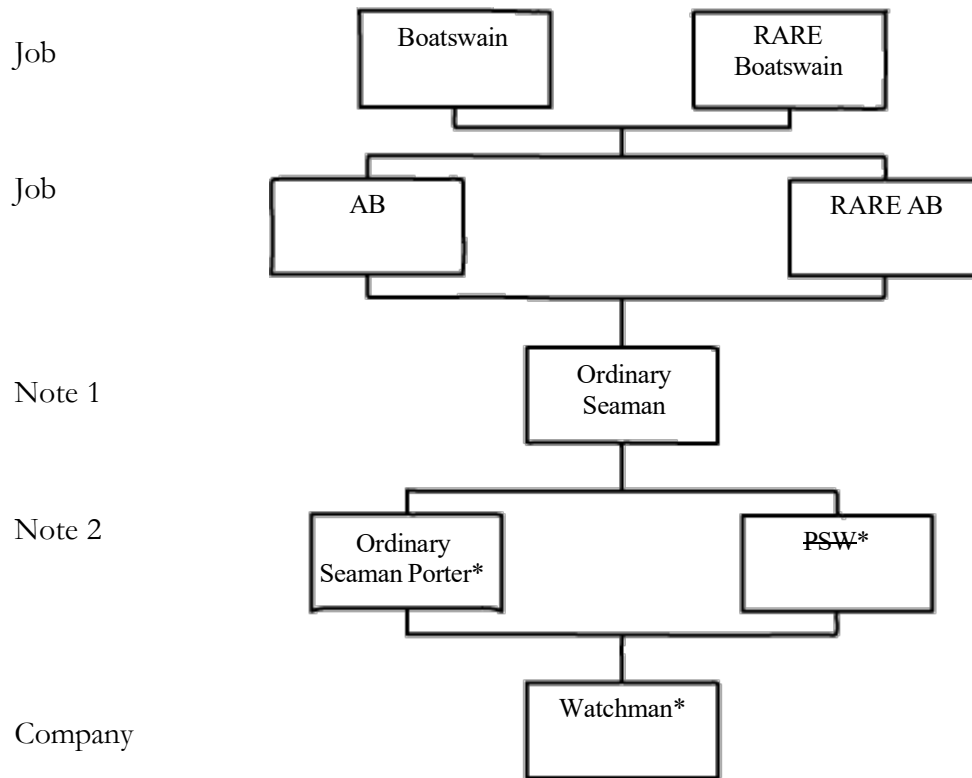 Job
Boatswain
RARE
Boatswain
Job
AB
RARE AB
Note 1
Ordinary
Seaman
Note 2
Ordinary
Seaman Porter*
PSW*
Watchman*
Company